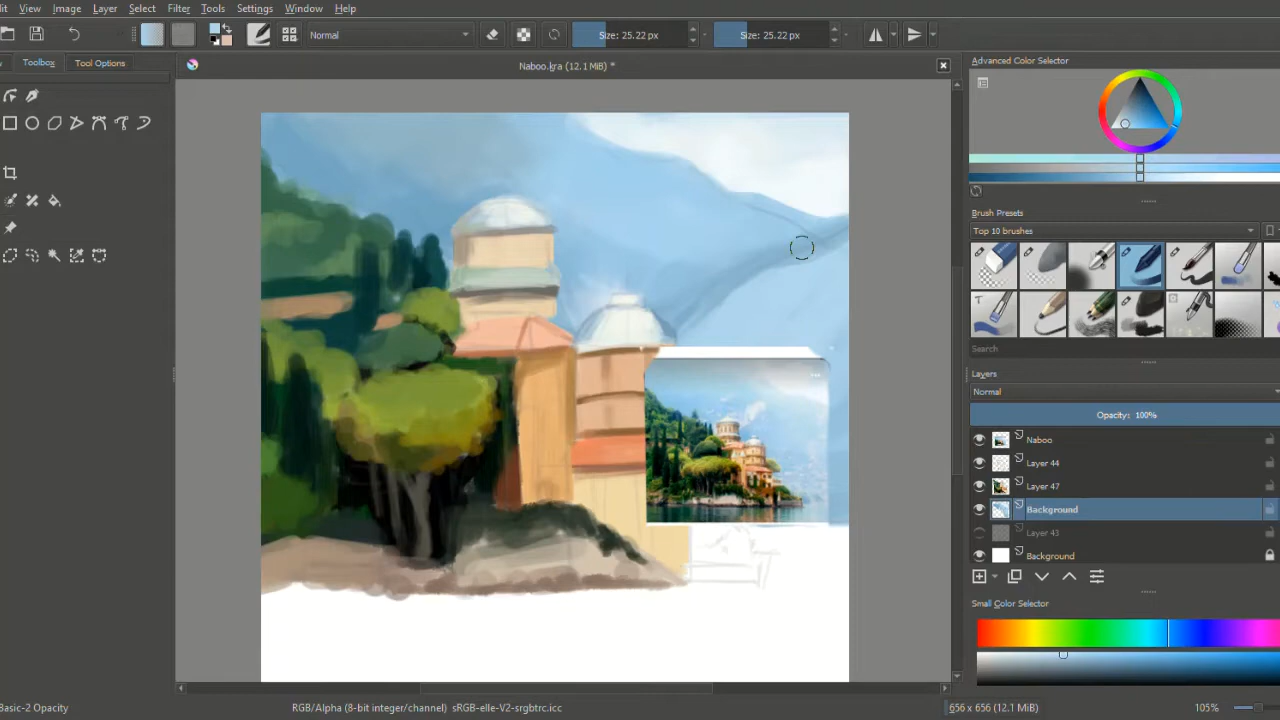 it View Image Layer Select Filter Tools Settings Window Help
Normal Size: 25.22 px Size: 25.22 px
Toolbox Tool Options
Naboo.kra (12.1 MiB) *
Advanced Color Selector
Brush Presets
Top 10 brushes
Search
Layers
Normal
Opacity: 100%
Naboo
Layer 44
Layer 47
Background
Layer 43
Background
Small Color Selector
Basic-2 Opacity RGB/Alpha (8-bit integer/channel) sRGB-elle-V2-srgbtrc.icc 656 x 656 (12.1 MiB) 105%